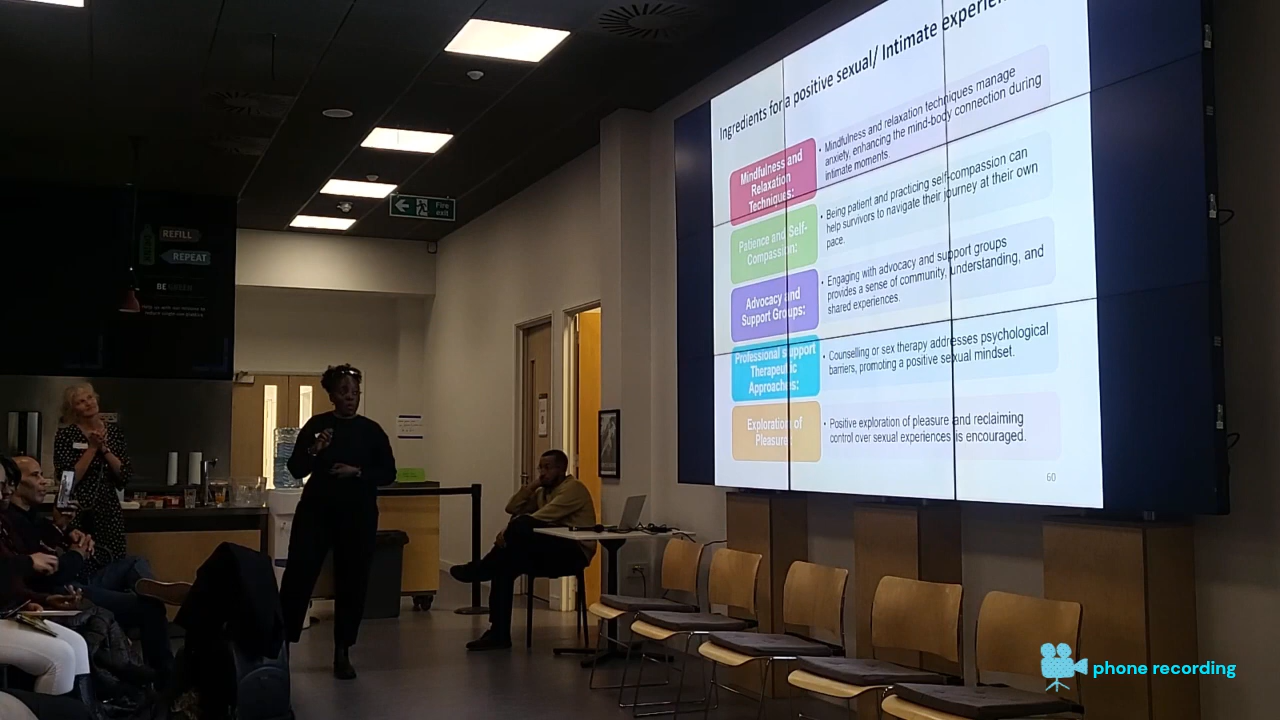 Ingredients for a positive sexual/ Intimate
Mindfulness and
Relaxation
Techniques:
• Mindfulness and relaxation techniques manage
anxiety, enhancing the mind-body connection during
intimate moments.
Patience and Self-
Compassion:
• Being patient and practicing self-compassion can
help survivors to navigate their journey at their own
pace.
Advocacy and
Support Groups:
• Engaging with advocacy and support groups
provides a sense of community, understanding, and
shared experiences.
Professional support
Therapeutic
Approaches:
• Counselling or sex therapy addresses psychological
barriers, promoting a positive sexual mindset.
Exploration of
Pleasure:
• Positive exploration of pleasure and reclaiming
control over sexual experiences is encouraged.
60
Fire
exit
REFILL
REPEAT
BE
phone recording